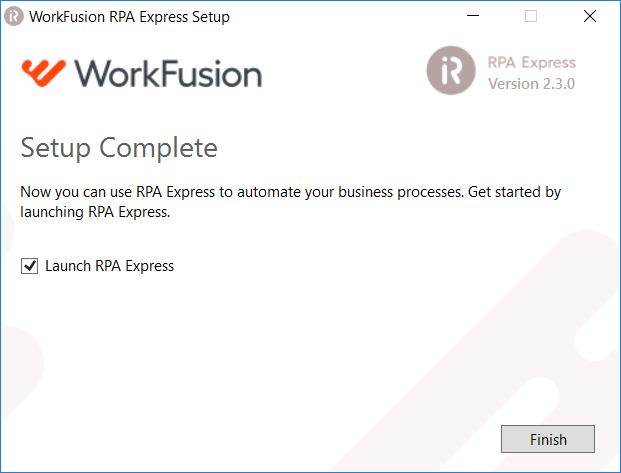 WorkFusion RPA Express Setup
WorkFusion
iR
RPA Express
Version 2.3.0
Setup Complete
Now you can use RPA Express to automate your business processes. Get started by
launching RPA Express.
Launch RPA Express
Finish